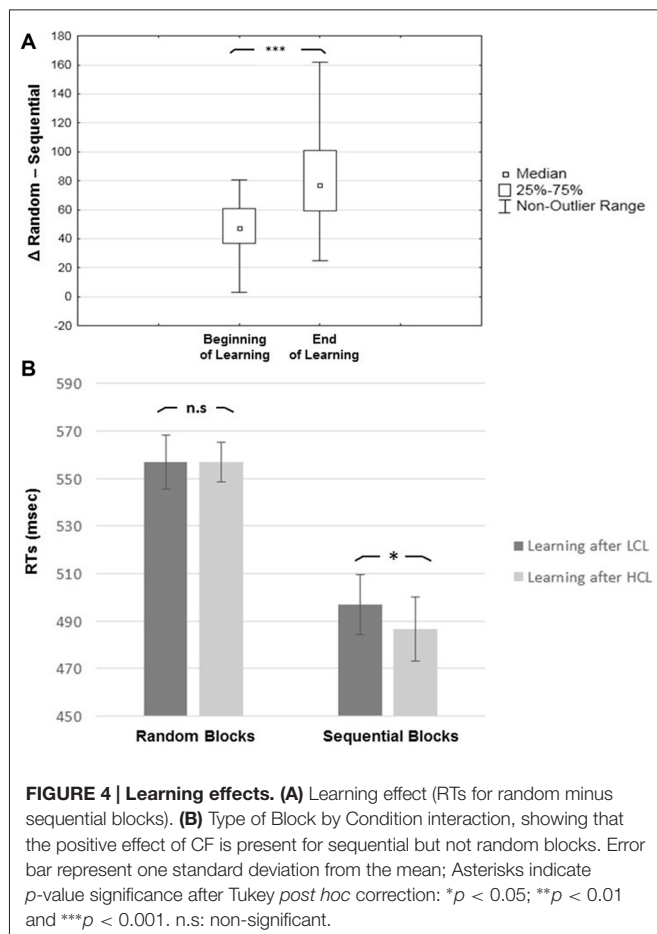 A
180
160
140
120
100
80
60
40
20
0
-20
Δ Random – Sequential
***
Beginning
of Learning
End
of Learning
Median
25%-75%
Non-Outlier Range
B
590
570
550
530
510
490
470
450
RTs (msec)
n.s
*
Random Blocks
Sequential Blocks
Learning after LCL
Learning after HCL
FIGURE 4 | Learning effects. (A) Learning effect (RTs for random minus
sequential blocks). (B) Type of Block by Condition interaction, showing that
the positive effect of CF is present for sequential but not random blocks. Error
bar represent one standard deviation from the mean; Asterisks indicate
p-value significance after Tukey post hoc correction: *p < 0.05; **p < 0.01
and ***p < 0.001. n.s: non-significant.